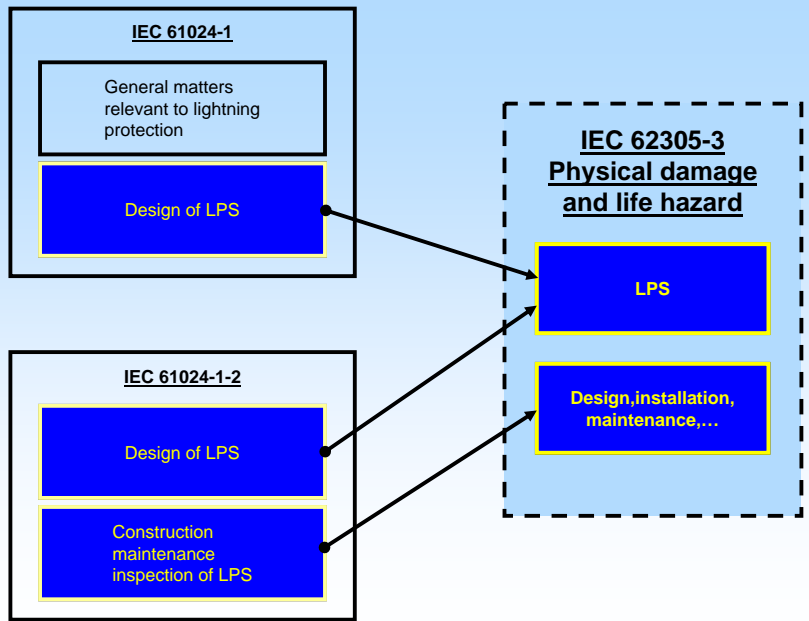 IEC 61024-1
General matters
relevant to lightning
protection
Design of LPS
IEC 61024-1-2
Design of LPS
Construction
maintenance
inspection of LPS
IEC 62305-3
Physical damage
and life hazard
LPS
Design,installation,
maintenance,…